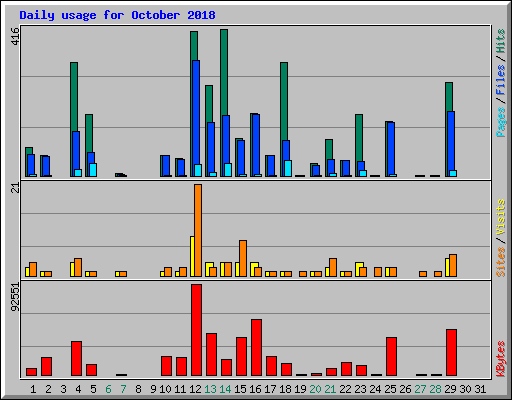 Daily usage for October 2018
416
Pages / Files / Hits
21
Sites / Visits
92551
KBytes
1 2 3 4 5 6 7 8 9 10 11 12 13 14 15 16 17 18 19 20 21 22 23 24 25 26 27 28 29 30 31